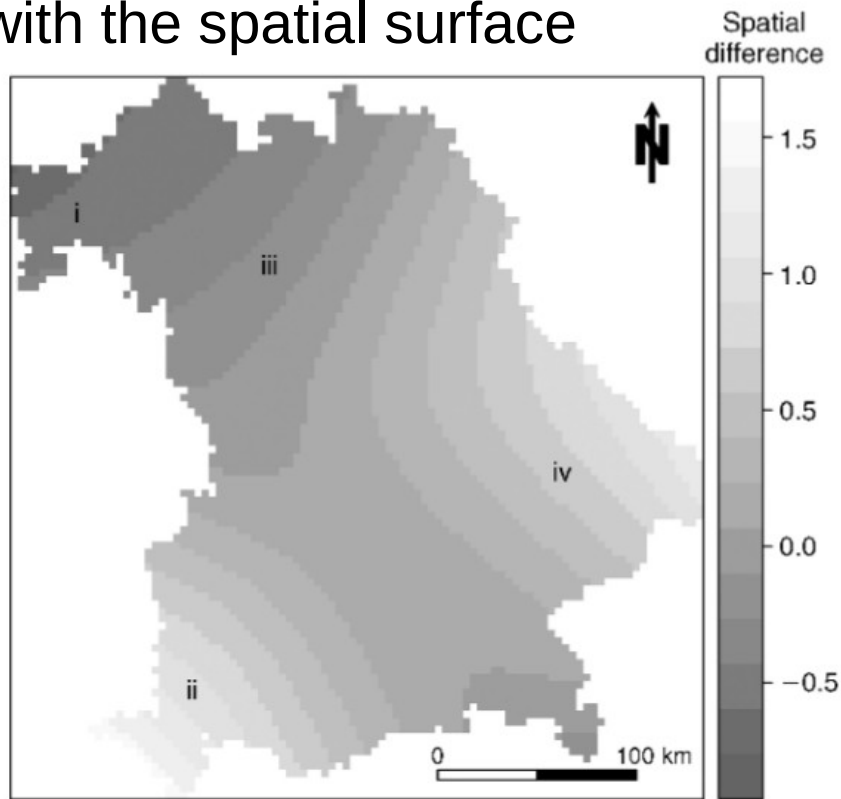 with the spatial surface
Spatial
difference
N
1.5
i
1.0
iii
0.5
iv
0.0
ii
−0.5
0
100 km